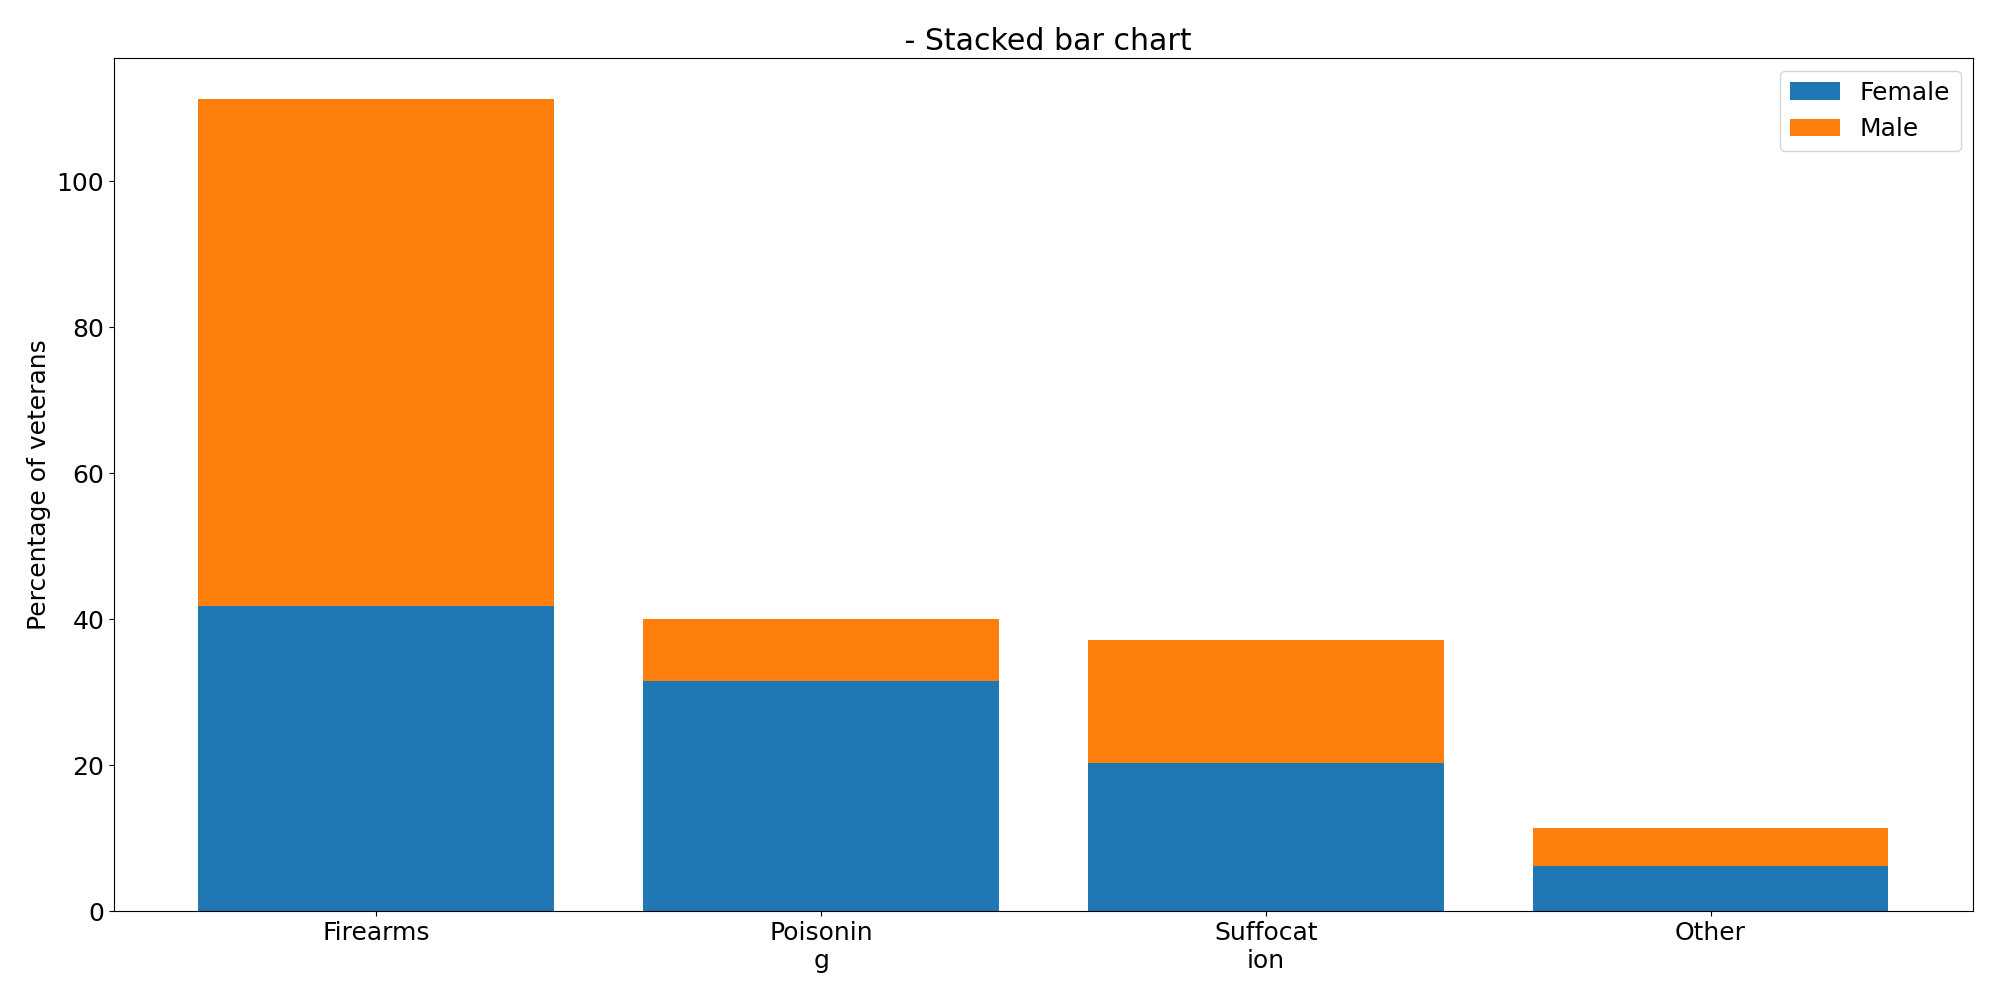 - Stacked bar chart
Female
Male
Percentage of veterans
100
80
60
40
20
0
Firearms
Poisonin
g
Suffocat
ion
Other